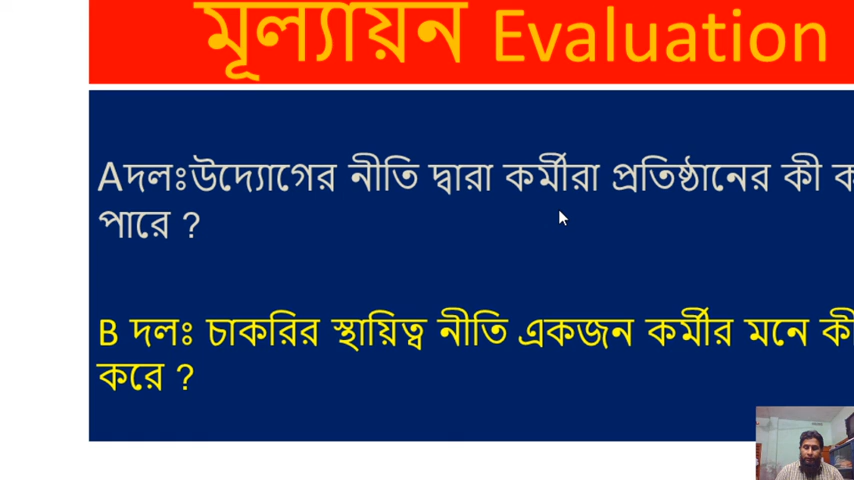 মূল্যায়ন Evaluation
Aদলঃউদ্যোগের নীতি দ্বারা কর্মীরা প্রতিষ্ঠানের কী
পারে ?
B দলঃ চাকরির স্থায়িত্ব নীতি একজন কর্মীর মনে কী
করে ?